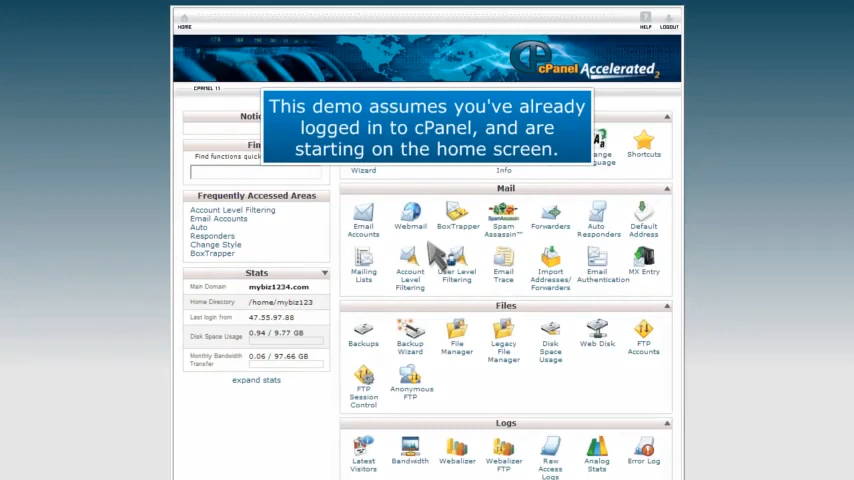 HOME
HELP
LOGOUT
cPanel Accelerated2
CPANEL 11
This demo assumes you've already
logged in to cPanel, and are
starting on the home screen.
Find functions quick
Wizard
Info
Shortcuts
Frequently Accessed Areas
Account Level Filtering
Email Accounts
Auto
Responders
Change Style
BoxTrapper
Stats
Main Domain mybiz1234.com
Home Directory /home/mybiz123
Last login from 47.55.97.88
Disk Space Usage 0.94 / 9.77 GB
Monthly Bandwidth
Transfer
0.06 / 97.66 GB
expand stats
Mail
Email
Accounts
Webmail
BoxTrapper
Spam
Assassin™
Forwarders
Auto
Responders
Default
Address
Mailing
Lists
Account
Level
Filtering
User Level
Filtering
Email
Trace
Import
Addresses/
Forwarders
Email
Authentication
MX Entry
Files
Backups
Backup
Wizard
File
Manager
Legacy
File
Manager
Disk
Space
Usage
Web Disk
FTP
Accounts
FTP
Session
Control
Anonymous
FTP
Logs
Latest
Visitors
Bandwidth
Webalizer
Webalizer
FTP
Raw
Access
Logs
Analog
Stats
Error Log